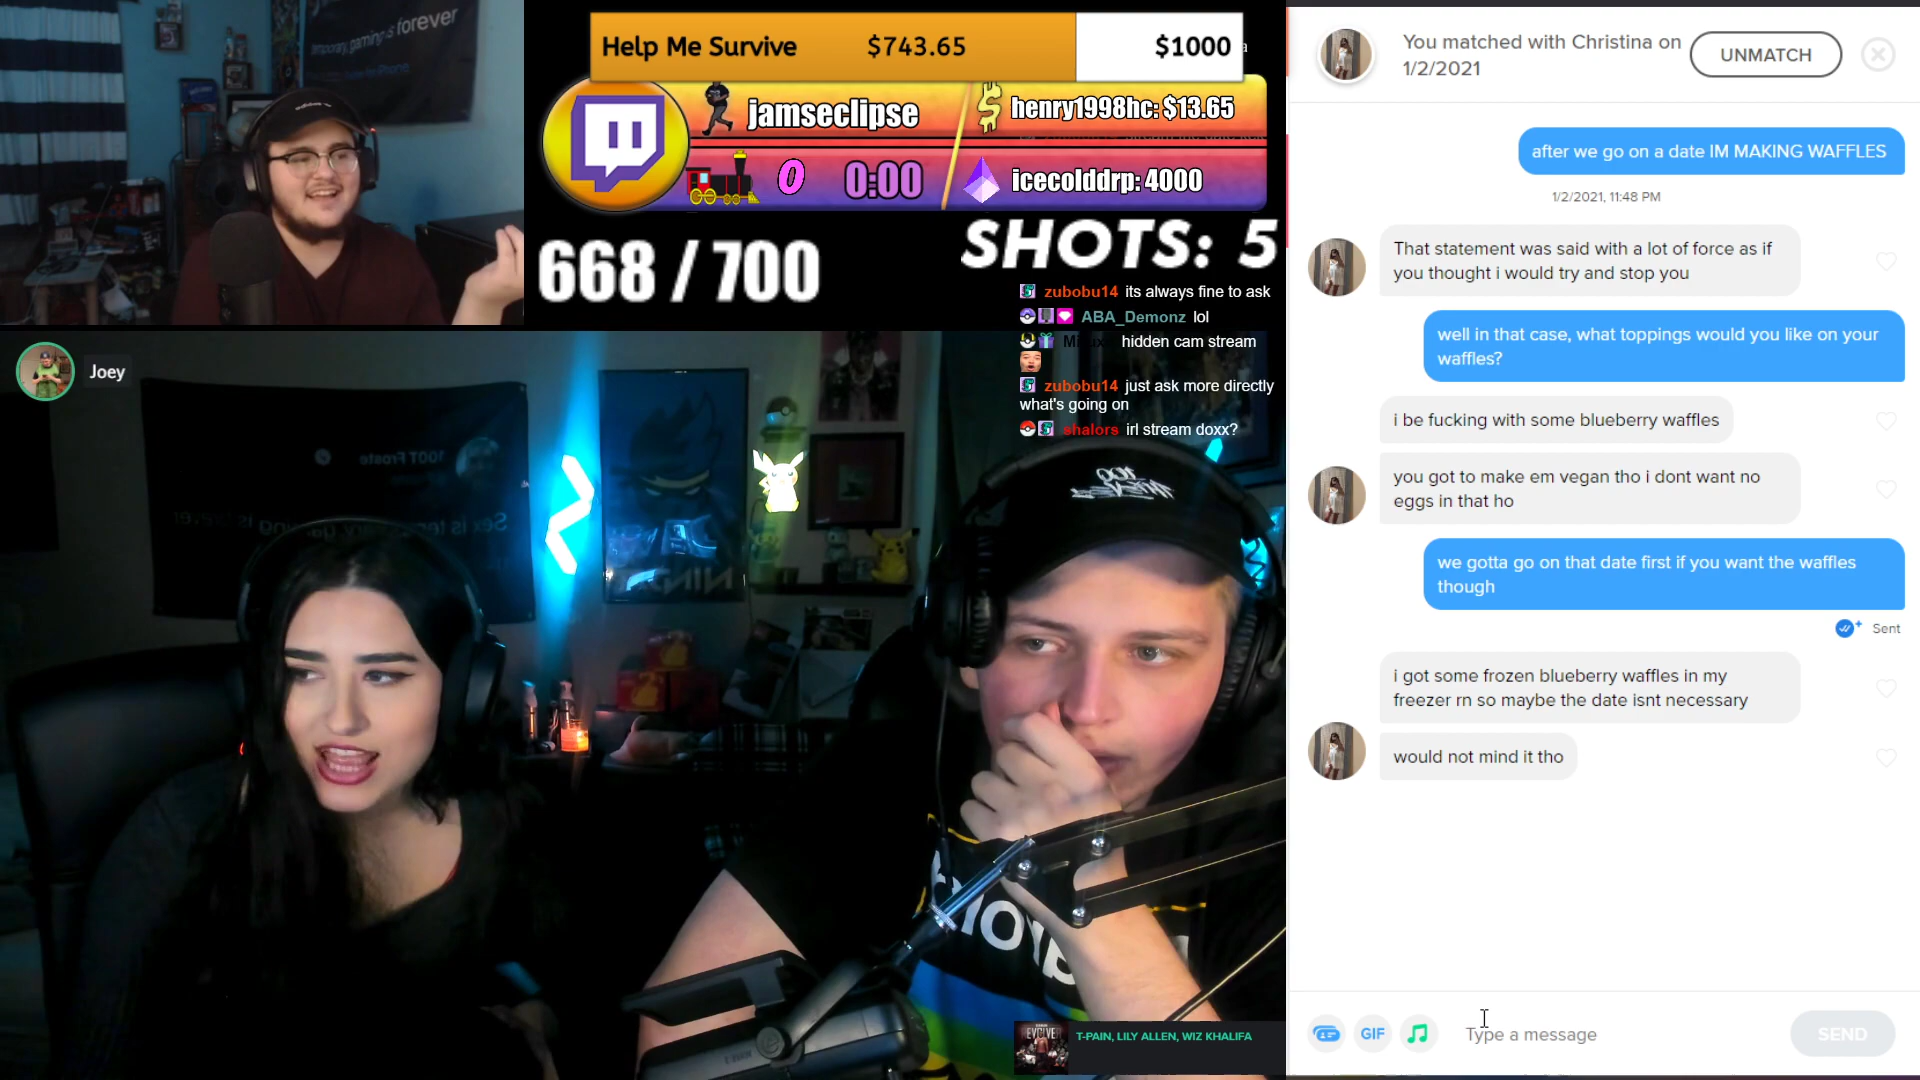 forever
temporary, gaming is
Help Me Survive $743.65 $1000
jamseclipse
henry1998hc: $13.65
0 0:00
icecolddrp: 4000
668 / 700
SHOTS: 5
zubobu14 its always fine to ask
ABA_Demonz lol
hidden cam stream
zubobu14 just ask more directly
what's going on
shalors irl stream doxx?
Joey
NIN
EVOLVE
T-PAIN, LILY ALLEN, WIZ KHALIFA
You matched with Christina on
1/2/2021
UNMATCH
after we go on a date IM MAKING WAFFLES
1/2/2021, 11:48 PM
That statement was said with a lot of force as if
you thought i would try and stop you
well in that case, what toppings would you like on your
waffles?
i be fucking with some blueberry waffles
you got to make em vegan tho i dont want no
eggs in that ho
we gotta go on that date first if you want the waffles
though
Sent
i got some frozen blueberry waffles in my
freezer rn so maybe the date isnt necessary
would not mind it tho
GIF
Type a message
SEND